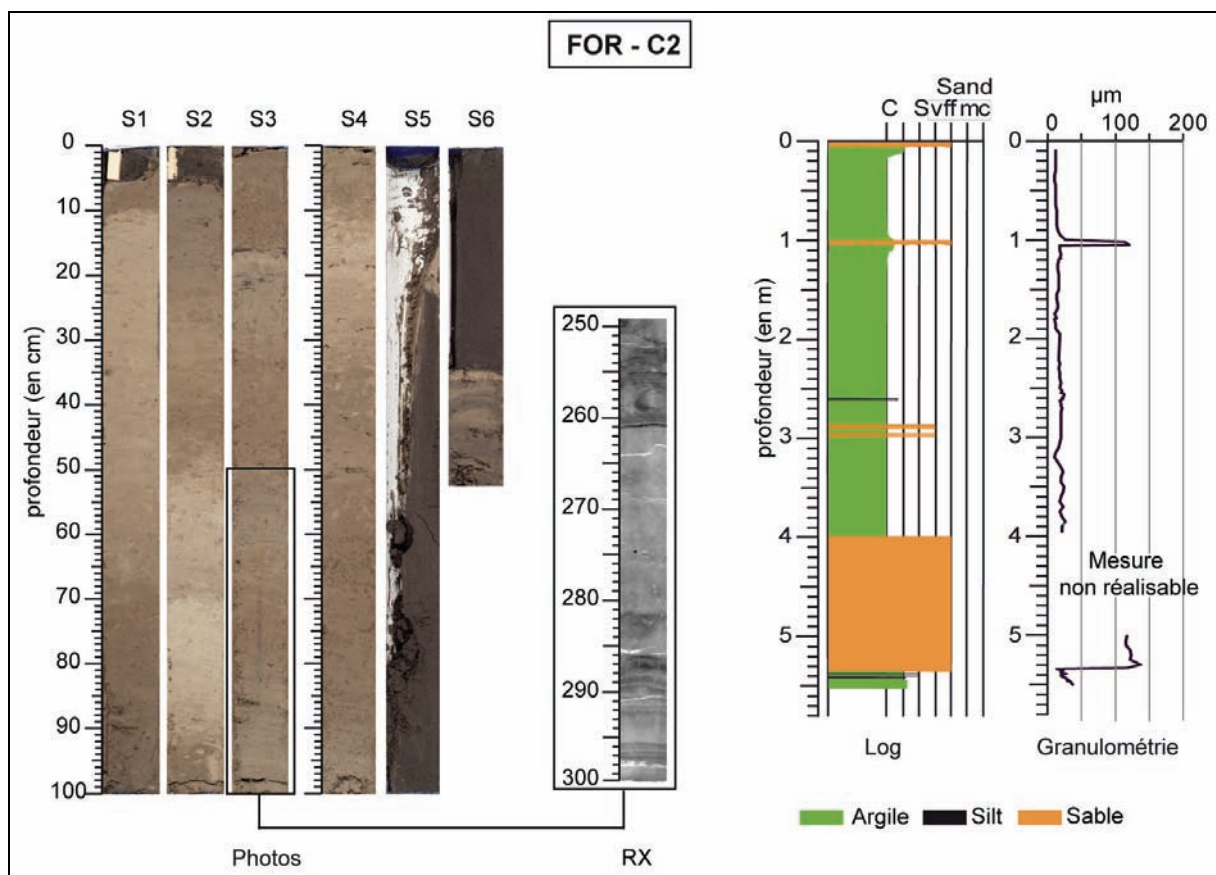 FOR - C2
S1 S2 S3 S4 S5 S6
profondeur (en cm)
0
10
20
30
40
50
60
70
80
90
100
Photos
250
260
270
280
290
300
RX
Sand
C S vf f m c
profondeur (en m)
0
1
2
3
4
5
Log
µm
0 100 200
0
1
2
3
4
5
Mesure
non réalisable
Granulométrie
Argile Silt Sable